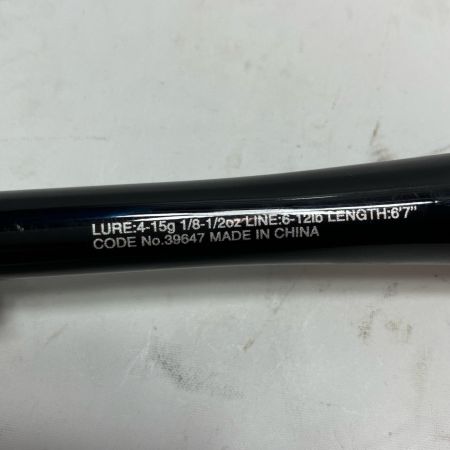 LURE:4-15g 1/8-1/2oz LINE:6-12lb LENGTH:6'7"
CODE No.39647 MADE IN CHINA